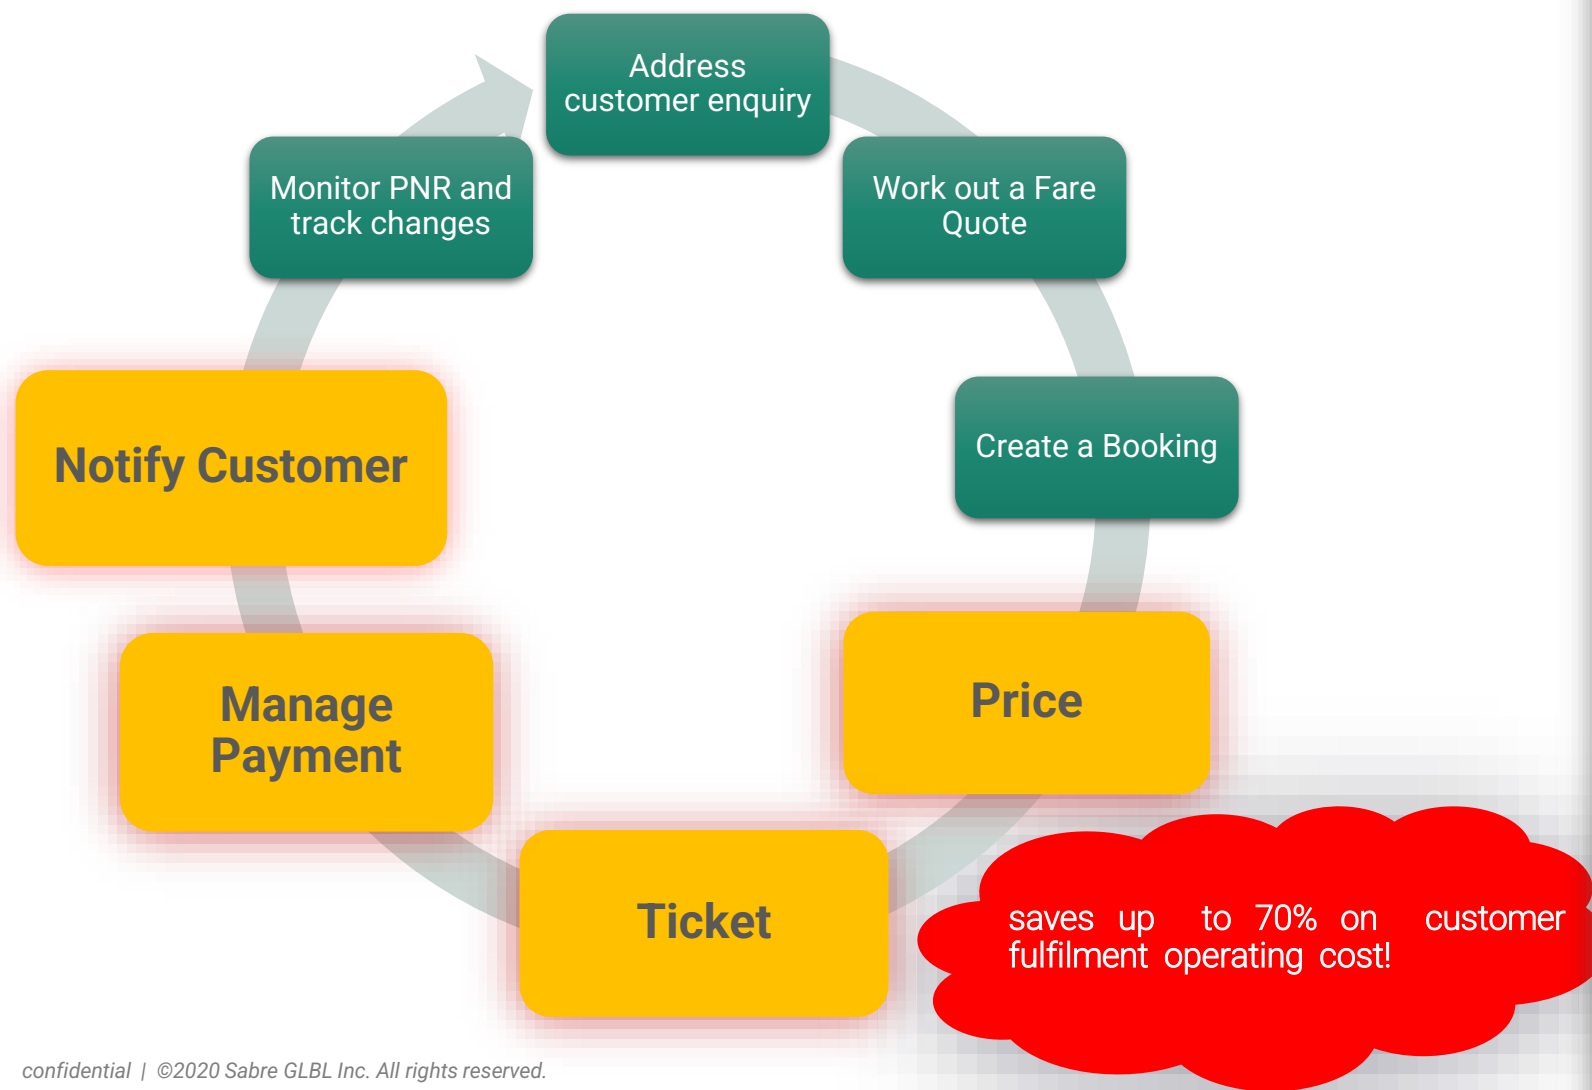 Address
customer enquiry
Monitor PNR and
track changes
Work out a Fare
Quote
Notify Customer
Create a Booking
Manage
Payment
Price
Ticket
saves up to 70% on customer
fulfilment operating cost!
confidential | ©2020 Sabre GLBL Inc. All rights reserved.